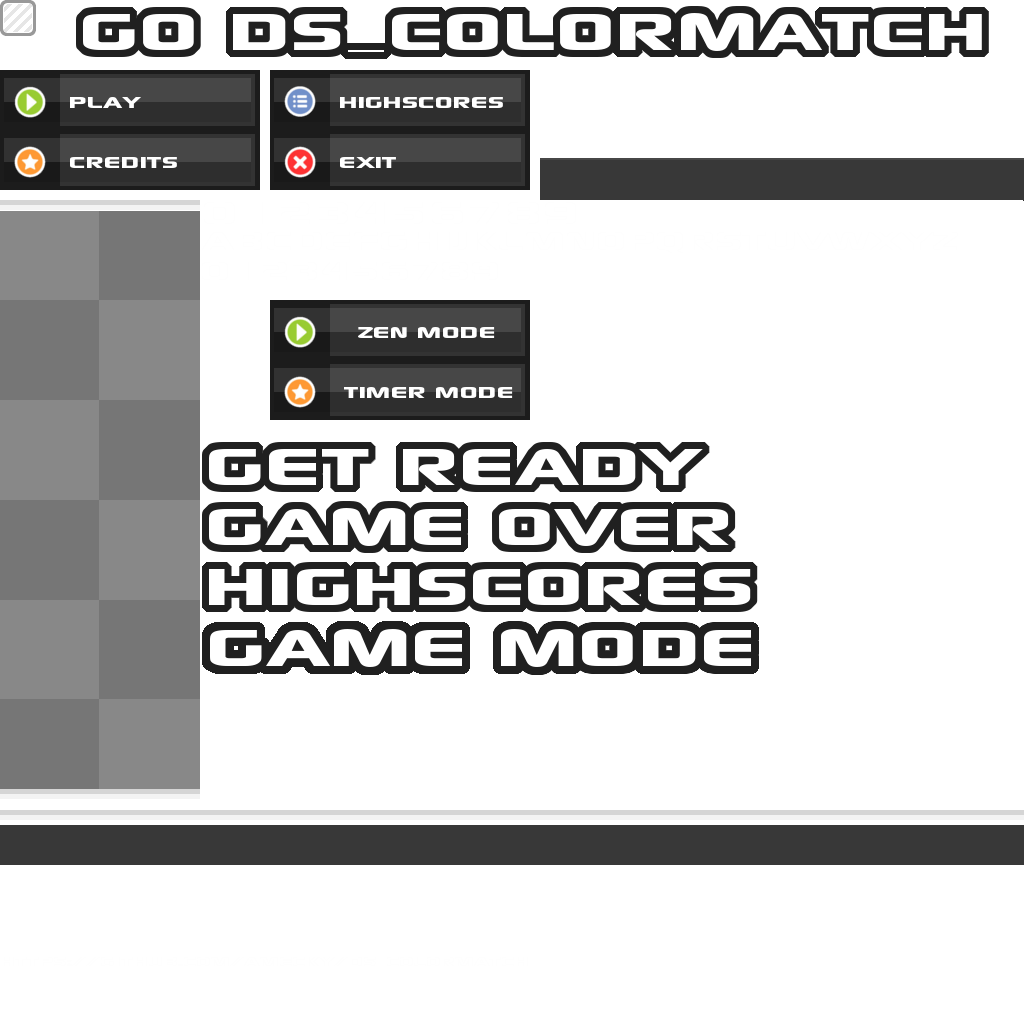 GO DS_COLORMATCH
PLAY
HIGHSCORES
CREDITS
EXIT
ZEN MODE
TIMER MODE
GET READY
GAME OVER
HIGHSCORES
GAME MODE